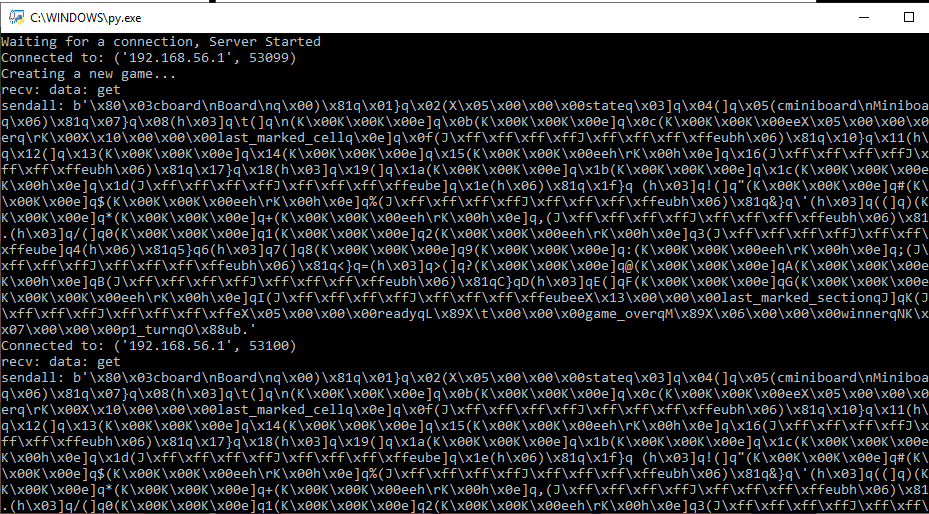 C:\WINDOWS\py.exe
Waiting for a connection, Server Started
Connected to: ('192.168.56.1', 53099)
Creating a new game...
recv: data: get
sendall: b'\x80\x03cboard\nBoard\nq\x00)\x81q\x01}q\x02(X\x05\x00\x00\x00stateq\x03]q\x04(]q\x05(cminiboard\nMiniboa
q\x06)\x81q\x07}q\x08(h\x03]q\t(]q\n(K\x00K\x00K\x00e]q\x0b(K\x00K\x00K\x00e]q\x0c(K\x00K\x00K\x00eeX\x05\x00\x00\x0
erq\rK\x00X\x10\x00\x00\x00last_marked_cellq\x0e]q\x0f(J\xff\xff\xff\xffJ\xff\xff\xff\xffeubh\x06)\x81q\x10}q\x11(h\
q\x12(]q\x13(K\x00K\x00K\x00e]q\x14(K\x00K\x00K\x00e]q\x15(K\x00K\x00K\x00eeh\rK\x00h\x0e]q\x16(J\xff\xff\xff\xffJ\x
ff\xff\xff\xffeubh\x06)\x81q\x17}q\x18(h\x03]q\x19(]q\x1a(K\x00K\x00K\x00e]q\x1b(K\x00K\x00K\x00e]q\x1c(K\x00K\x00K\
K\x00h\x0e]q\x1d(J\xff\xff\xff\xffJ\xff\xff\xff\xffeube]q\x1e(h\x06)\x81q\x1f}q (h\x03]q!(]q"(K\x00K\x00K\x00e]q#(K\
\x00K\x00e]q$(K\x00K\x00K\x00eeh\rK\x00h\x0e]q%(J\xff\xff\xff\xffJ\xff\xff\xff\xffeubh\x06)\x81q&}q\'(h\x03]q((]q)(K
K\x00K\x00e]q*(K\x00K\x00K\x00e]q+(K\x00K\x00K\x00eeh\rK\x00h\x0e]q,(J\xff\xff\xff\xffJ\xff\xff\xff\xffeubh\x06)\x81
.(h\x03]q/(]q0(K\x00K\x00K\x00e]q1(K\x00K\x00K\x00e]q2(K\x00K\x00K\x00eeh\rK\x00h\x0e]q3(J\xff\xff\xff\xffJ\xff\xff\
xffeube]q4(h\x06)\x81q5}q6(h\x03]q7(]q8(K\x00K\x00K\x00e]q9(K\x00K\x00K\x00e]q:(K\x00K\x00K\x00eeh\rK\x00h\x0e]q;(J\
xff\xff\xff\xffJ\xff\xff\xff\xffeubh\x06)\x81q<}q=(h\x03]q>(]q?(K\x00K\x00K\x00e]q@(K\x00K\x00K\x00e]qA(K\x00K\x00K\x00e
K\x00h\x0e]qB(J\xff\xff\xff\xffJ\xff\xff\xff\xffeubh\x06)\x81qC}qD(h\x03]qE(]qF(K\x00K\x00K\x00e]qG(K\x00K\x00K\x00e
K\x00K\x00K\x00eeh\rK\x00h\x0e]qI(J\xff\xff\xff\xffJ\xff\xff\xff\xffeubeeX\x13\x00\x00\x00last_marked_sectionqJ]qK(J
\xff\xff\xff\xffJ\xff\xff\xff\xffeX\x05\x00\x00\x00readyqL\x89X\t\x00\x00\x00game_overqM\x89X\x06\x00\x00\x00winnerqNK\x
x07\x00\x00\x00p1_turnqO\x88ub.'
Connected to: ('192.168.56.1', 53100)
recv: data: get
sendall: b'\x80\x03cboard\nBoard\nq\x00)\x81q\x01}q\x02(X\x05\x00\x00\x00stateq\x03]q\x04(]q\x05(cminiboard\nMiniboa
q\x06)\x81q\x07}q\x08(h\x03]q\t(]q\n(K\x00K\x00K\x00e]q\x0b(K\x00K\x00K\x00e]q\x0c(K\x00K\x00K\x00eeX\x05\x00\x00\x0
erq\rK\x00X\x10\x00\x00\x00last_marked_cellq\x0e]q\x0f(J\xff\xff\xff\xffJ\xff\xff\xff\xffeubh\x06)\x81q\x10}q\x11(h\
q\x12(]q\x13(K\x00K\x00K\x00e]q\x14(K\x00K\x00K\x00e]q\x15(K\x00K\x00K\x00eeh\rK\x00h\x0e]q\x16(J\xff\xff\xff\xffJ\x
ff\xff\xff\xffeubh\x06)\x81q\x17}q\x18(h\x03]q\x19(]q\x1a(K\x00K\x00K\x00e]q\x1b(K\x00K\x00K\x00e]q\x1c(K\x00K\x00K\
K\x00h\x0e]q\x1d(J\xff\xff\xff\xffJ\xff\xff\xff\xffeube]q\x1e(h\x06)\x81q\x1f}q (h\x03]q!(]q"(K\x00K\x00K\x00e]q#(K\
\x00K\x00e]q$(K\x00K\x00K\x00eeh\rK\x00h\x0e]q%(J\xff\xff\xff\xffJ\xff\xff\xff\xffeubh\x06)\x81q&}q\'(h\x03]q((]q)(K
K\x00K\x00e]q*(K\x00K\x00K\x00e]q+(K\x00K\x00K\x00eeh\rK\x00h\x0e]q,(J\xff\xff\xff\xffJ\xff\xff\xff\xffeubh\x06)\x81
.(h\x03]q/(]q0(K\x00K\x00K\x00e]q1(K\x00K\x00K\x00e]q2(K\x00K\x00K\x00eeh\rK\x00h\x0e]q3(J\xff\xff\xff\xffJ\xff\xff\